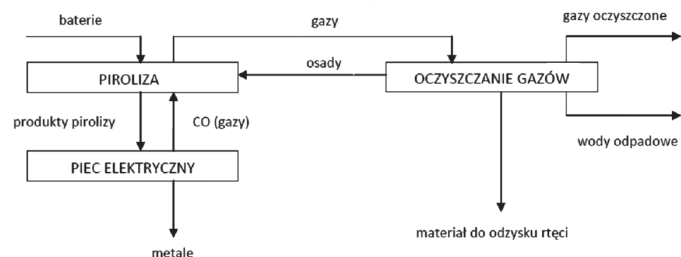 baterie
gazy
gazy oczyszczone
osady
PIROLIZA
OCZYSZCZANIE GAZÓW
produkty pirolizy
CO (gazy)
wody odpadowe
PIEC ELEKTRYCZNY
materiał do odzysku rtęci
metale